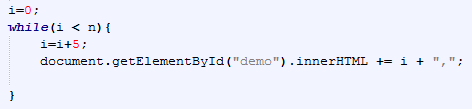 i=0;
while(i < n){
i=i+5;
document.getElementById("demo").innerHTML += i + ",";
}